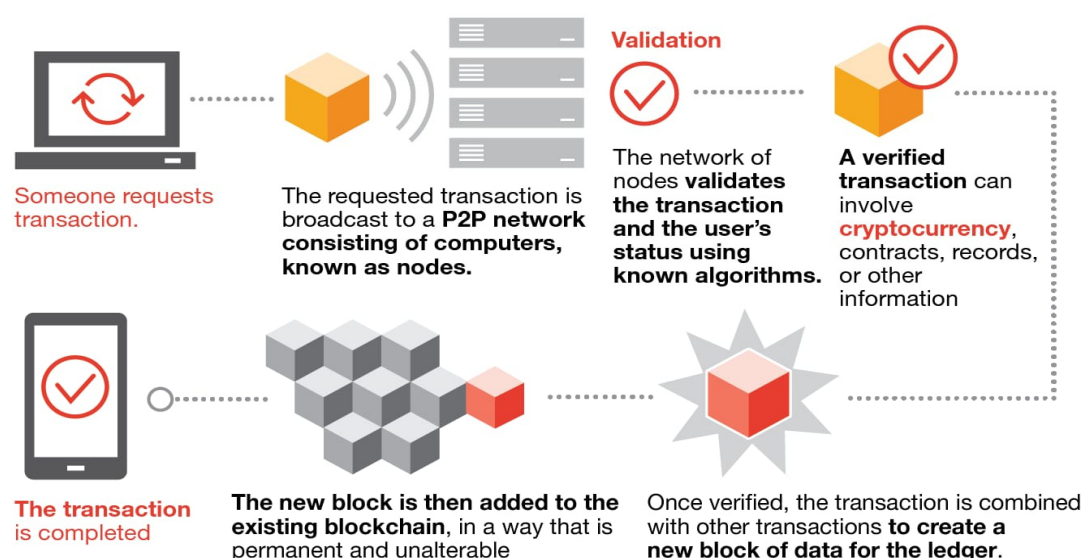 Someone requests
transaction.
The requested transaction is
broadcast to a P2P network
consisting of computers,
known as nodes.
Validation
The network of
nodes validates
the transaction
and the user's
status using
known algorithms.
A verified
transaction can
involve
cryptocurrency,
contracts, records,
or other
information
Once verified, the transaction is combined
with other transactions to create a
new block of data for the ledger.
The new block is then added to the
existing blockchain, in a way that is
permanent and unalterable
The transaction
is completed